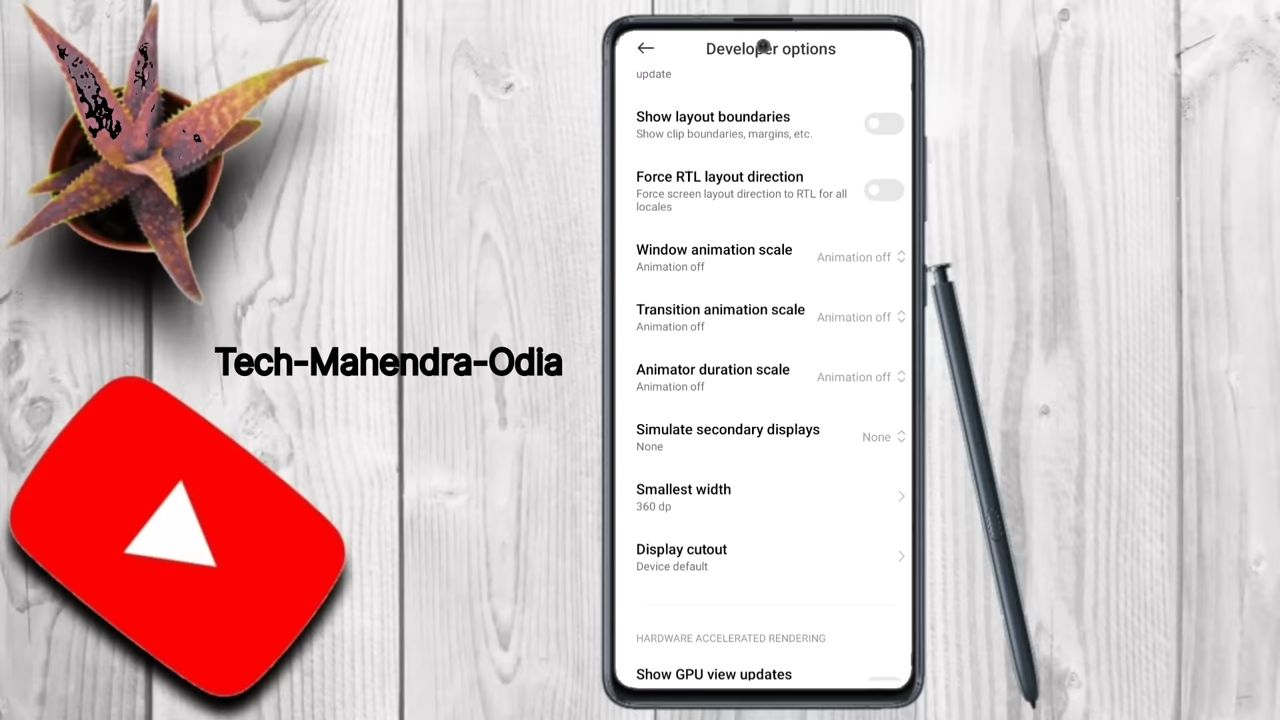 Developer options
update
Show layout boundaries
Show clip boundaries, margins, etc.
Force RTL layout direction
Force screen layout direction to RTL for all
locales
Window animation scale
Animation off
Animation off
Transition animation scale
Animation off
Animation off
Animator duration scale
Animation off
Animation off
Simulate secondary displays
None
None
Smallest width
360 dp
Display cutout
Device default
HARDWARE ACCELERATED RENDERING
Show GPU view updates
Tech-Mahendra-Odia